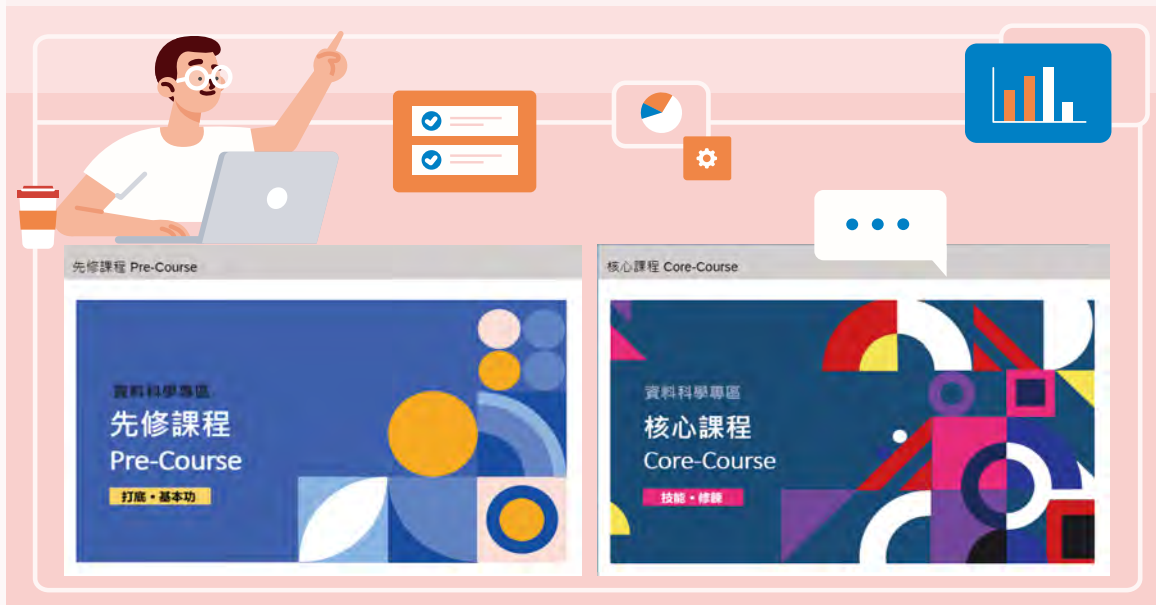 先修課程 Pre-Course
資料科學專區
先修課程
Pre-Course
打底・基本功
核心課程 Core-Course
資料科學專區
核心課程
Core-Course
技能・修練